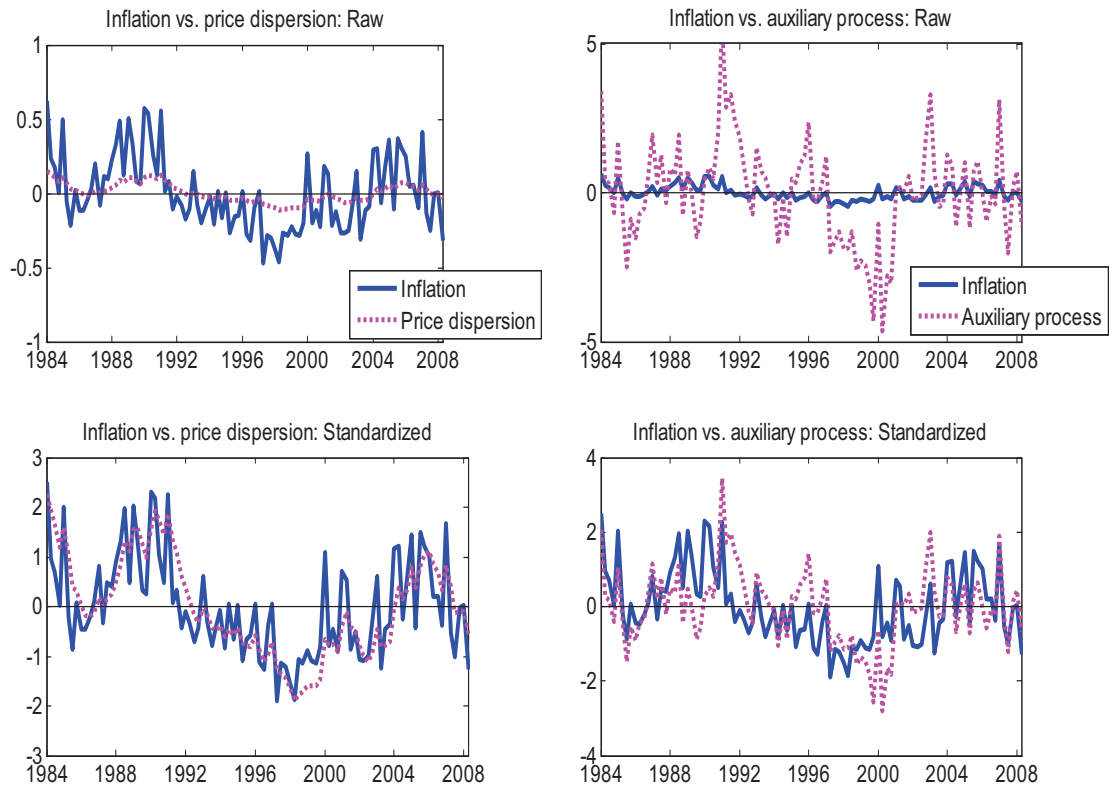 Inflation vs. price dispersion: Raw
1
0.5
0
-0.5
-1
1984 1988 1992 1996 2000 2004 2008
Inflation
Price dispersion
Inflation vs. auxiliary process: Raw
5
0
-5
1984 1988 1992 1996 2000 2004 2008
Inflation
Auxiliary process
Inflation vs. price dispersion: Standardized
3
2
1
0
-1
-2
-3
1984 1988 1992 1996 2000 2004 2008
Inflation vs. auxiliary process: Standardized
4
2
0
-2
-4
1984 1988 1992 1996 2000 2004 2008